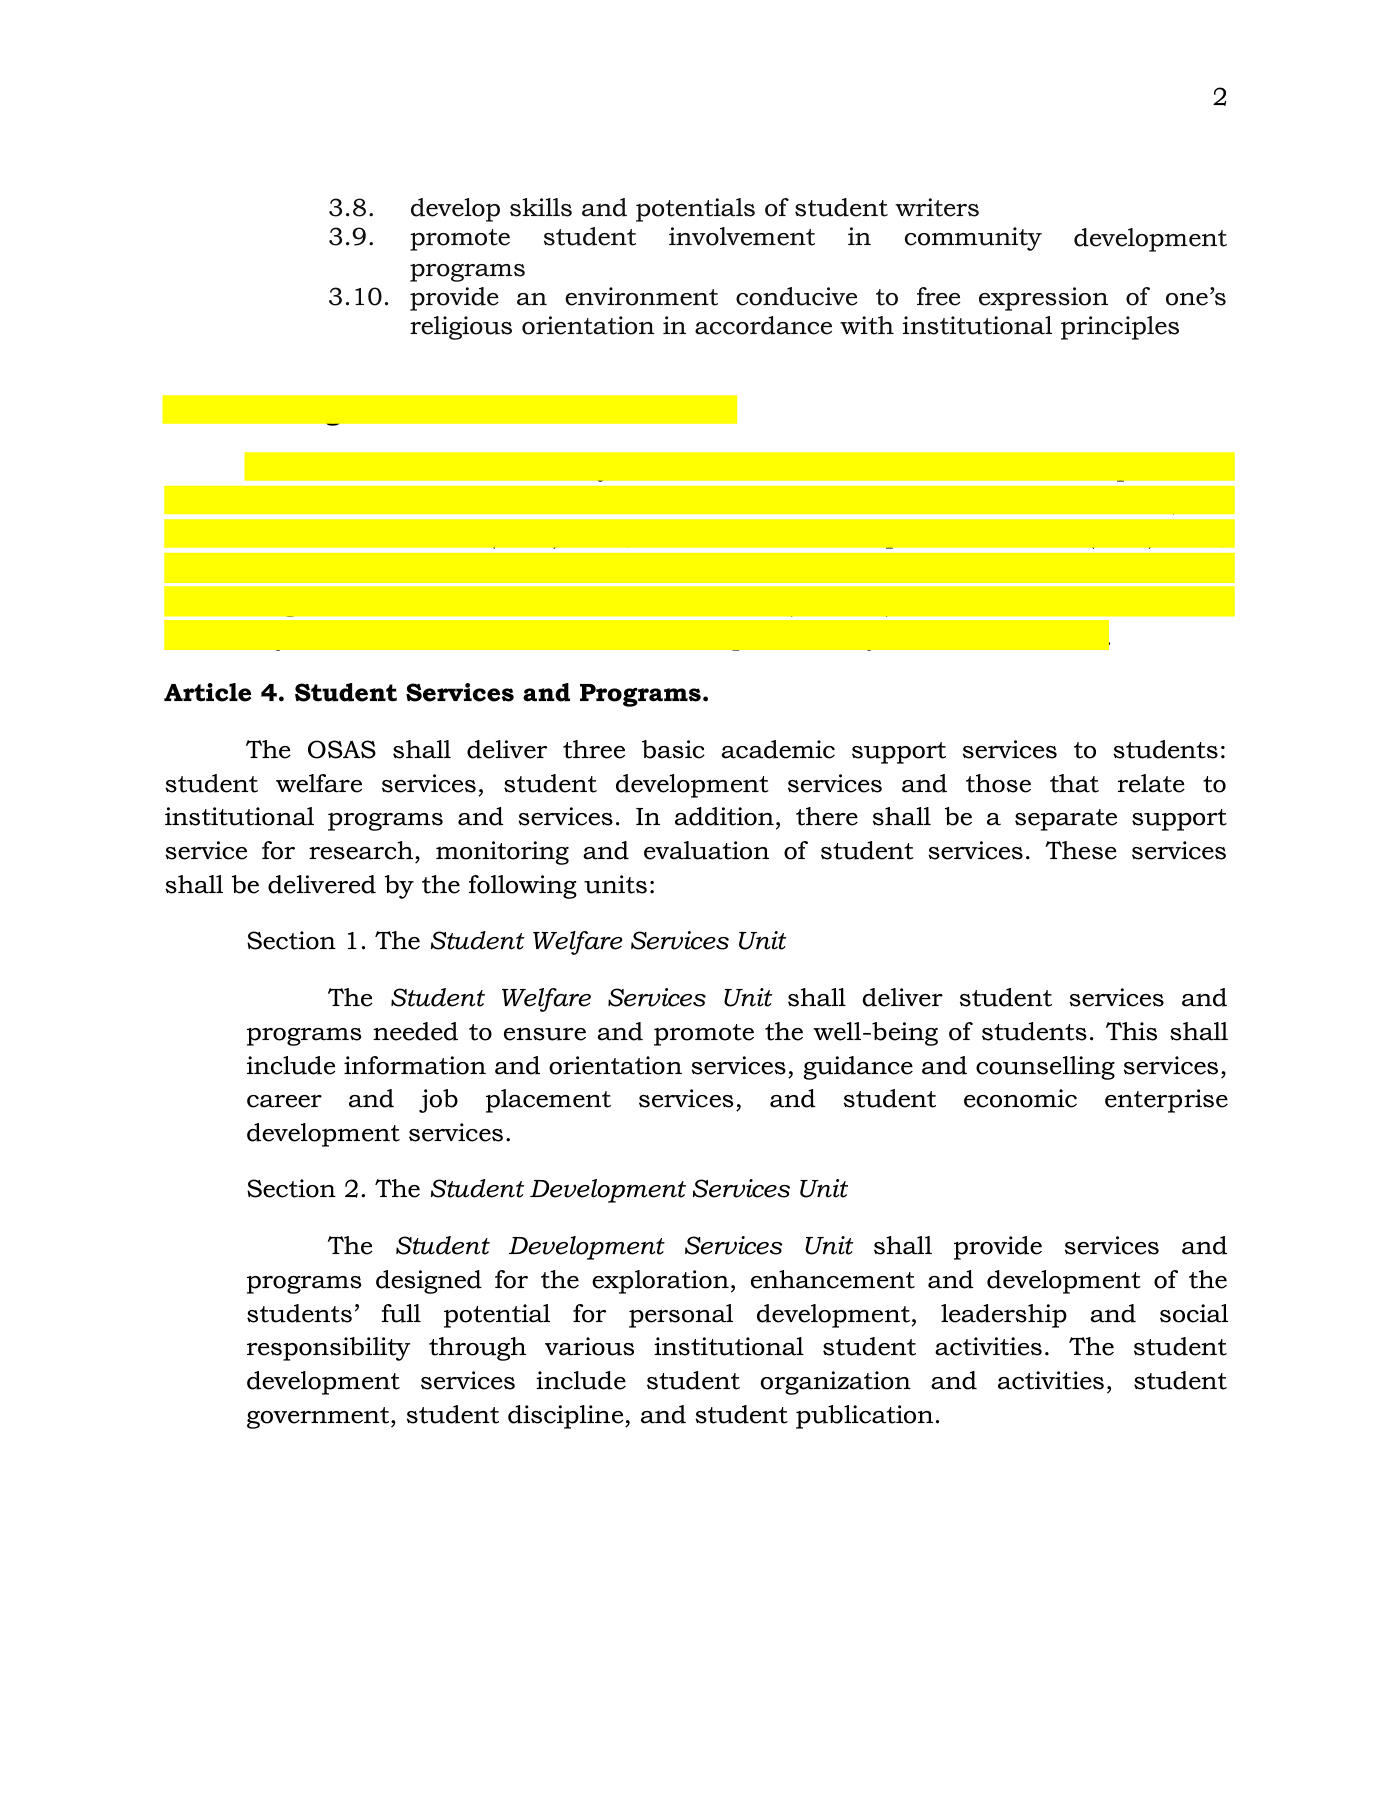 2
3.8. develop skills and potentials of student writers
3.9. promote student involvement in community development
programs
3.10. provide an environment conducive to free expression of one’s
religious orientation in accordance with institutional principles
Article 4. Student Services and Programs.
The OSAS shall deliver three basic academic support services to students:
student welfare services, student development services and those that relate to
institutional programs and services. In addition, there shall be a separate support
service for research, monitoring and evaluation of student services. These services
shall be delivered by the following units:
Section 1. The Student Welfare Services Unit
The Student Welfare Services Unit shall deliver student services and
programs needed to ensure and promote the well-being of students. This shall
include information and orientation services, guidance and counselling services,
career and job placement services, and student economic enterprise
development services.
Section 2. The Student Development Services Unit
The Student Development Services Unit shall provide services and
programs designed for the exploration, enhancement and development of the
students’ full potential for personal development, leadership and social
responsibility through various institutional student activities. The student
development services include student organization and activities, student
government, student discipline, and student publication.